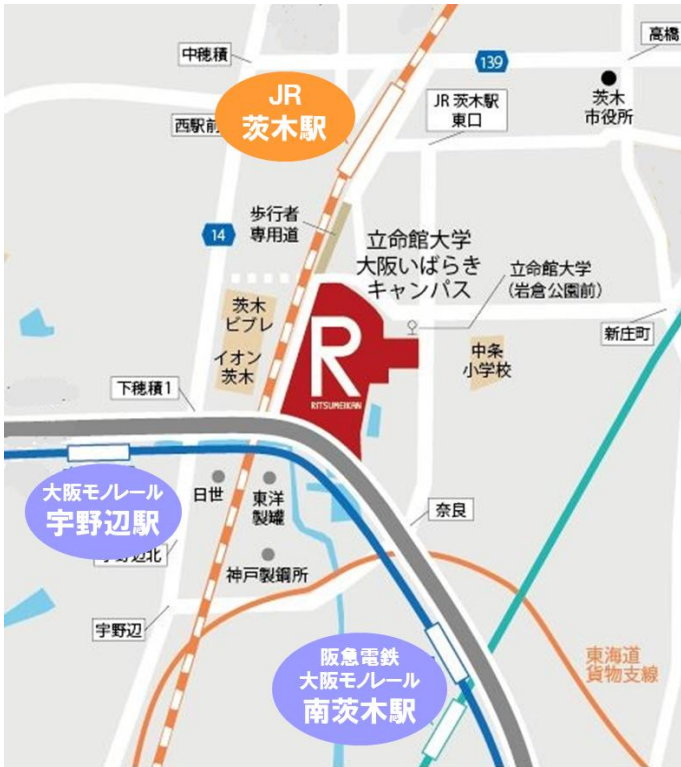 高橋
中穂積
139
JR
茨木駅
JR 茨木駅
東口
茨木
市役所
西駅前
歩行者
専用道
14
立命館大学
大阪いばらき
キャンパス
立命館大学
(岩倉公園前)
茨木
ビブレ
イオン
茨木
R
RITSUMEIKAN
中条
小学校
新庄町
下穂積1
大阪モノレール
宇野辺駅
日世
東洋
製罐
奈良
宇野辺北
神戸製鋼所
宇野辺
阪急電鉄
大阪モノレール
南茨木駅
東海道
貨物支線